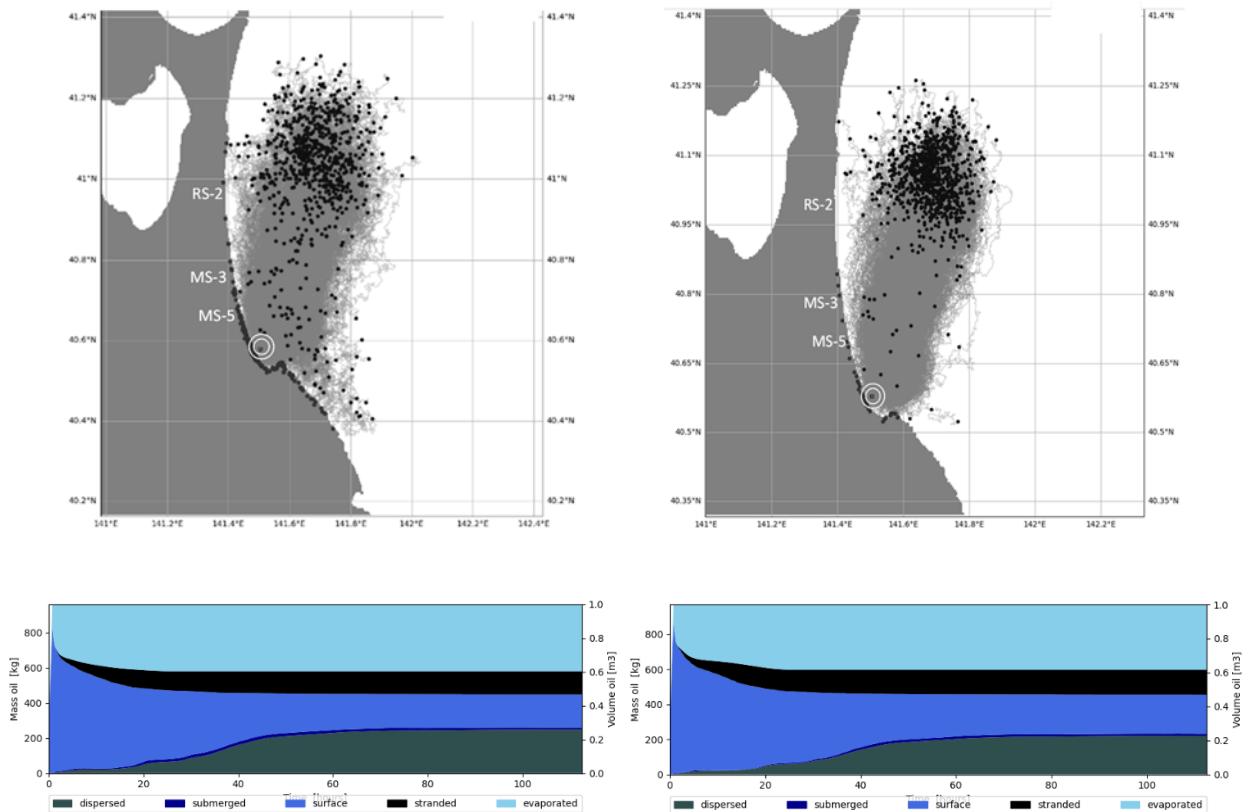 41.4°N
41.2°N
41°N
40.8°N
40.6°N
40.4°N
40.2°N
RS-2
MS-3
MS-5
41.4°N
41.2°N
41°N
40.8°N
40.6°N
40.4°N
40.2°N
141°E 141.2°E 141.4°E 141.6°E 141.8°E 142°E 142.2°E 142.4°E
41.4°N
41.25°N
41.1°N
40.95°N
40.8°N
40.65°N
40.5°N
40.35°N
RS-2
MS-3
MS-5
41.4°N
41.25°N
41.1°N
40.95°N
40.8°N
40.65°N
40.5°N
40.35°N
141°E 141.2°E 141.4°E 141.6°E 141.8°E 142°E 142.2°E
Mass oil [kg]
800
600
400
200
0
1.0
0.8
0.6
0.4
0.2
0.0
Volume oil [m3]
0 20 40 60 80 100
Time [hours]
dispersed submerged surface stranded evaporated
Mass oil [kg]
800
600
400
200
0
1.0
0.8
0.6
0.4
0.2
0.0
Volume oil [m3]
0 20 40 60 80 100
Time [hours]
dispersed submerged surface stranded evaporated